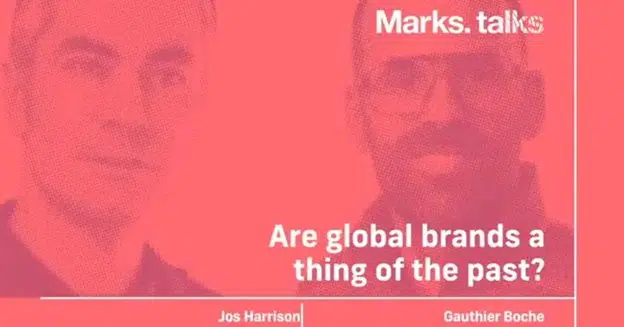 Marks. talks
Are global brands a
thing of the past?
Jos Harrison
Gauthier Boche